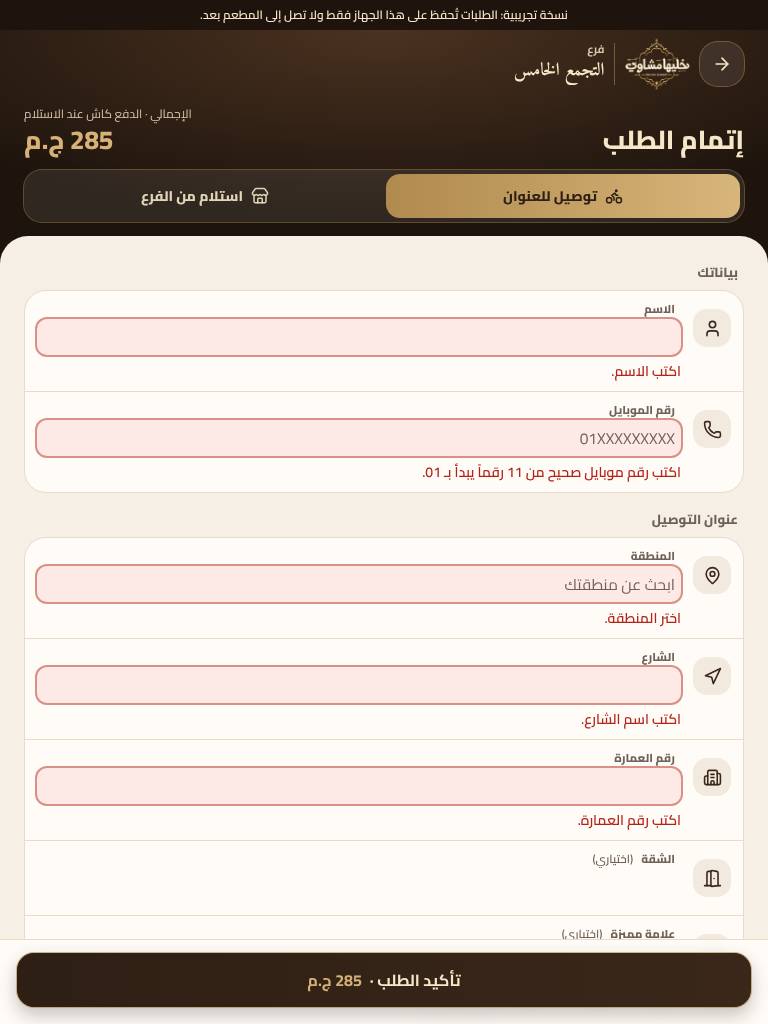 نسخة تجريبية: الطلبات تُحفظ على هذا الجهاز فقط ولا تصل إلى المطعم بعد.
خليها مشاوي
فرع
التجمع الخامس
الإجمالي · الدفع كاش عند الاستلام
إتمام الطلب
285 ج.م
توصيل للعنوان
استلام من الفرع
بياناتك
الاسم
اكتب الاسم.
رقم الموبايل
01XXXXXXXXX
اكتب رقم موبايل صحيح من 11 رقماً يبدأ بـ 01.
عنوان التوصيل
المنطقة
ابحث عن منطقتك
اختر المنطقة.
الشارع
اكتب اسم الشارع.
رقم العمارة
اكتب رقم العمارة.
الشقة (اختياري)
علامة مميزة (اختياري)
تأكيد الطلب · 285 ج.م